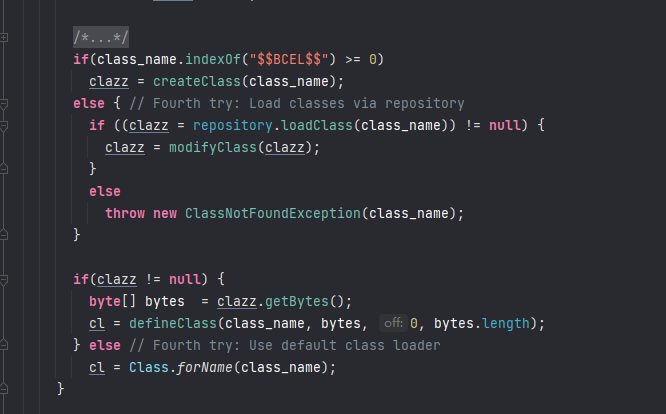 /*...*/
if(class_name.indexOf("$$BCEL$$") >= 0)
clazz = createClass(class_name);
else { // Fourth try: Load classes via repository
if ((clazz = repository.loadClass(class_name)) != null) {
clazz = modifyClass(clazz);
}
else
throw new ClassNotFoundException(class_name);
}
if(clazz != null) {
byte[] bytes  = clazz.getBytes();
cl = defineClass(class_name, bytes, off: 0, bytes.length);
} else // Fourth try: Use default class loader
cl = Class.forName(class_name);
}